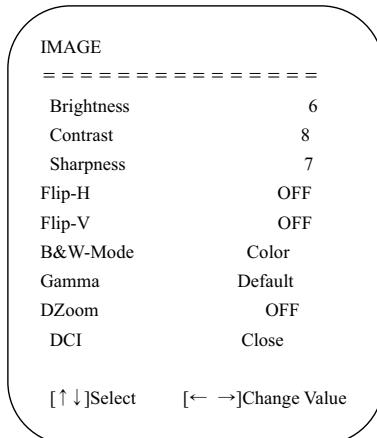 IMAGE
= = = = = = = = = = = = = = =
Brightness 6
Contrast 8
Sharpness 7
Flip-H OFF
Flip-V OFF
B&W-Mode Color
Gamma Default
DZoom OFF
DCI Close
[↑↓]Select [← →]Change Value